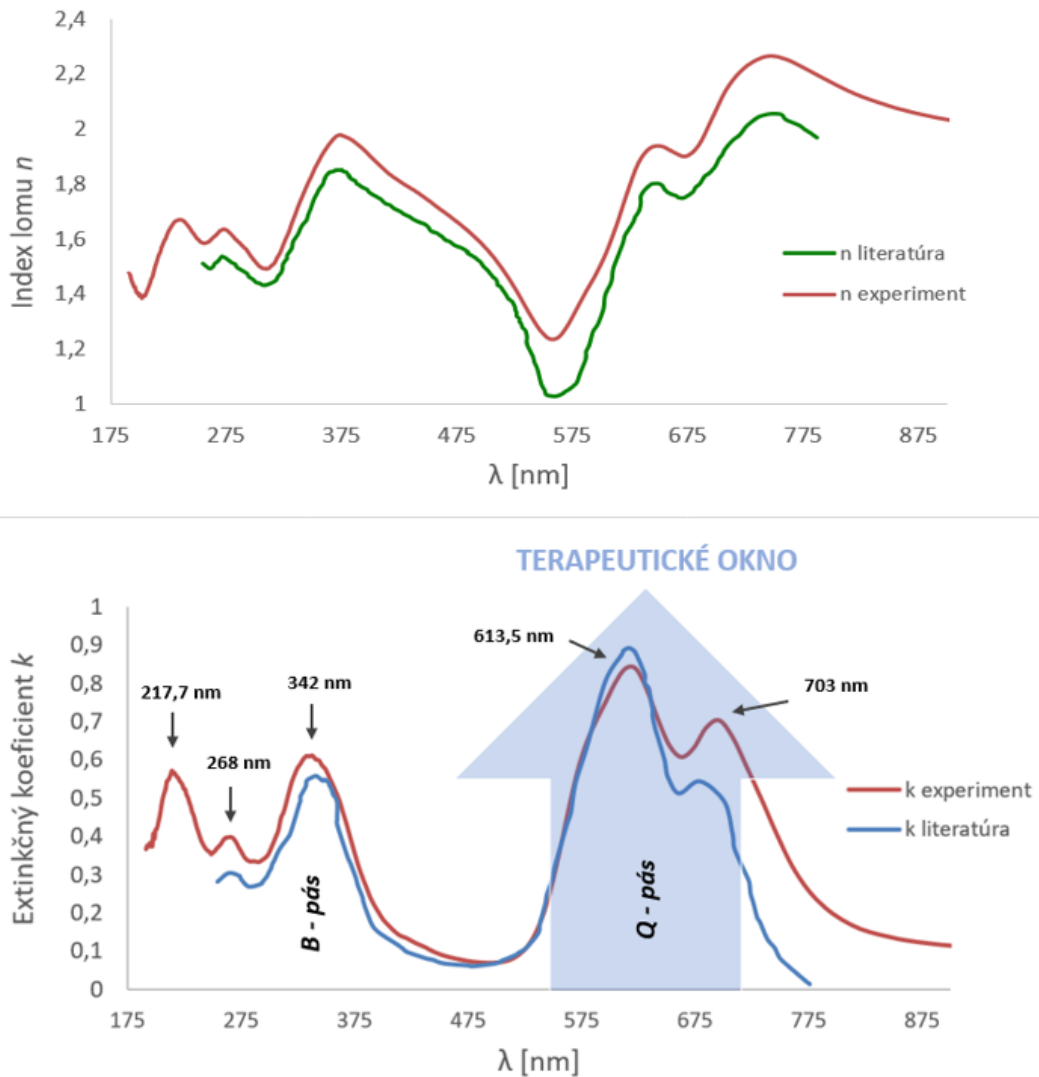 2,4
2,2
2
1,8
1,6
1,4
1,2
1
Index lomu n
n literatúra
n experiment
175 275 375 475 575 675 775 875
λ [nm]
TERAPEUTICKÉ OKNO
1
0,9
0,8
0,7
0,6
0,5
0,4
0,3
0,2
0,1
0
Extinkčný koeficient k
217,7 nm
268 nm
342 nm
613,5 nm
703 nm
k experiment
k literatúra
B - pás
Q - pás
175 275 375 475 575 675 775 875
λ [nm]